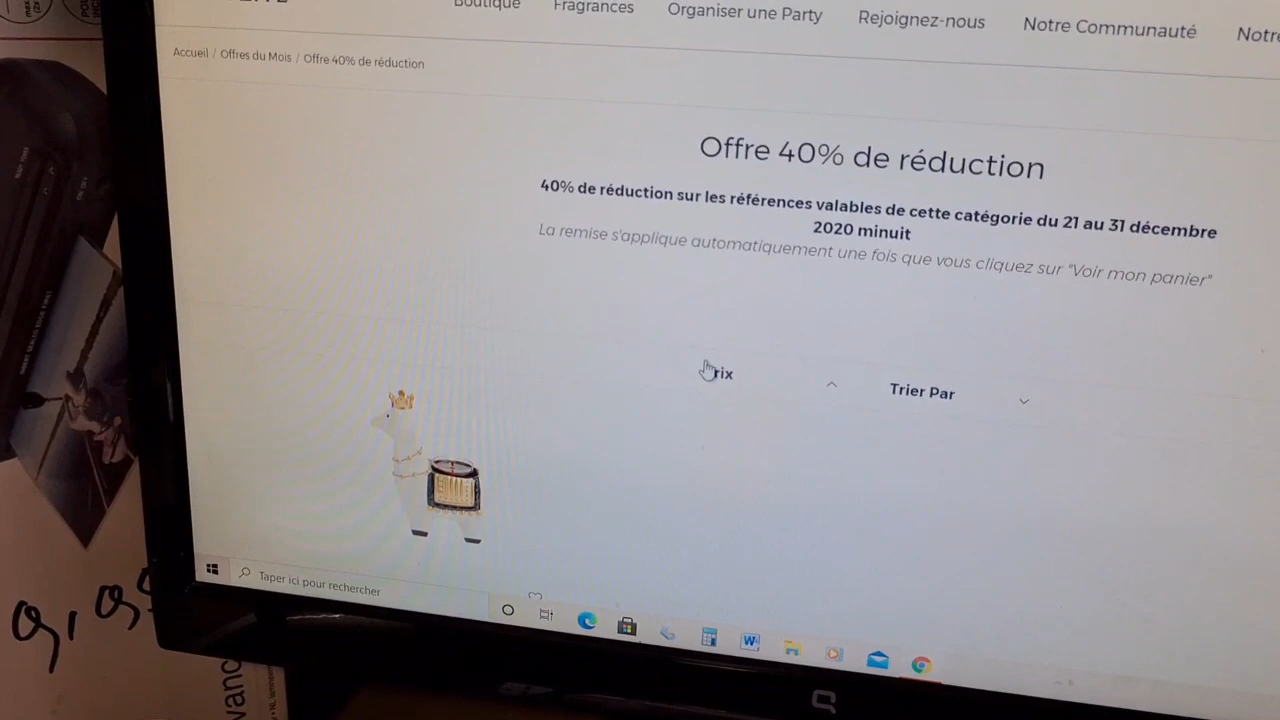 Boutique
Fragrances
Organiser une Party
Rejoignez-nous
Notre Communauté
Notre
Accueil / Offres du Mois / Offre 40% de réduction
Offre 40% de réduction
40% de réduction sur les références valables de cette catégorie du 21 au 31 décembre
2020 minuit
La remise s'applique automatiquement une fois que vous cliquez sur "Voir mon panier"
rix
Trier Par
Taper ici pour rechercher